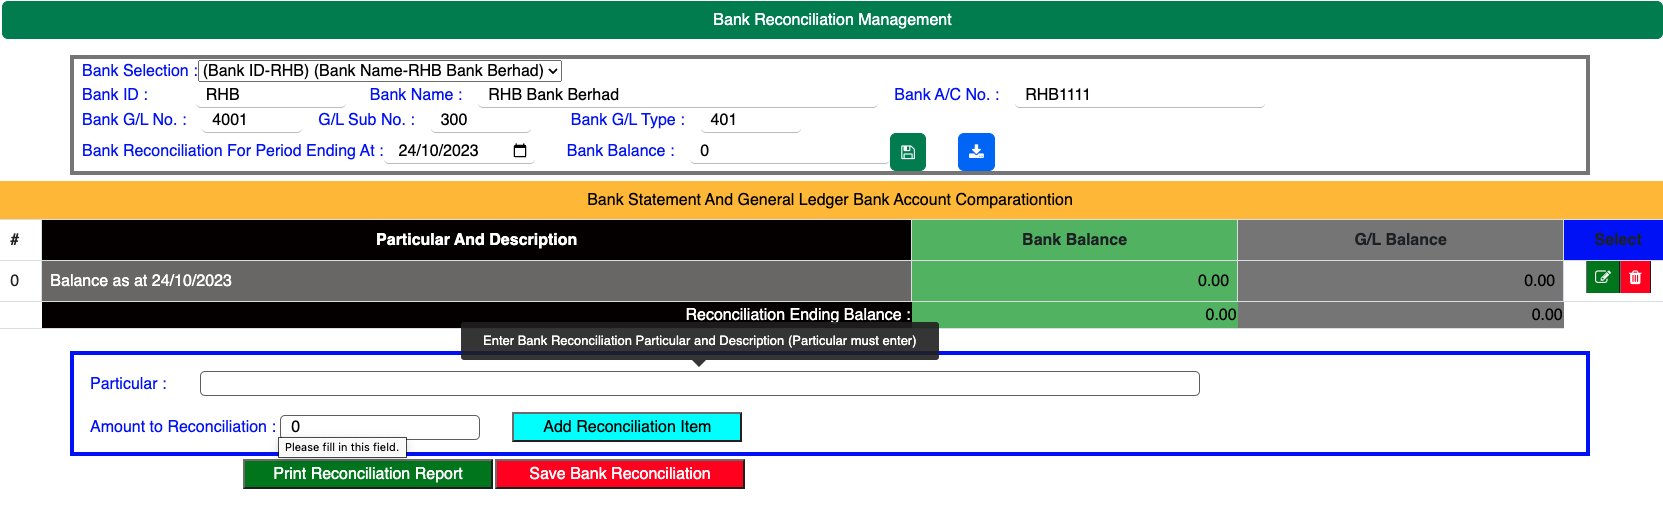 Bank Reconciliation Management
Bank Selection : (Bank ID-RHB) (Bank Name-RHB Bank Berhad)
Bank ID : RHB Bank Name : RHB Bank Berhad Bank A/C No. : RHB1111
Bank G/L No. : 4001 G/L Sub No. : 300 Bank G/L Type : 401
Bank Reconciliation For Period Ending At : 24/10/2023 Bank Balance : 0
Bank Statement And General Ledger Bank Account Comparationtion
# Particular And Description Bank Balance G/L Balance Select
0 Balance as at 24/10/2023 0.00 0.00
Reconciliation Ending Balance : 0.00 0.00
Enter Bank Reconciliation Particular and Description (Particular must enter)
Particular :
Amount to Reconciliation : 0 Add Reconciliation Item
Please fill in this field.
Print Reconciliation Report Save Bank Reconciliation